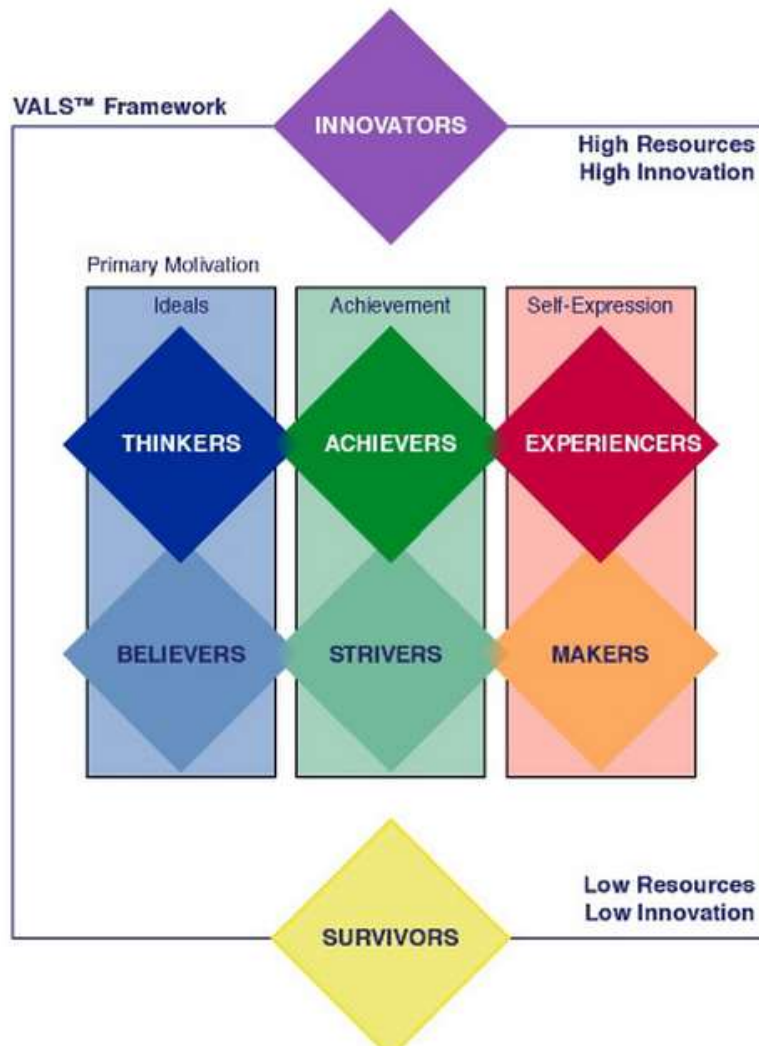 VALS™ Framework
INNOVATORS
High Resources
High Innovation
Primary Motivation
Ideals
Achievement
Self-Expression
THINKERS
ACHIEVERS
EXPERIENCERS
BELIEVERS
STRIVERS
MAKERS
Low Resources
Low Innovation
SURVIVORS